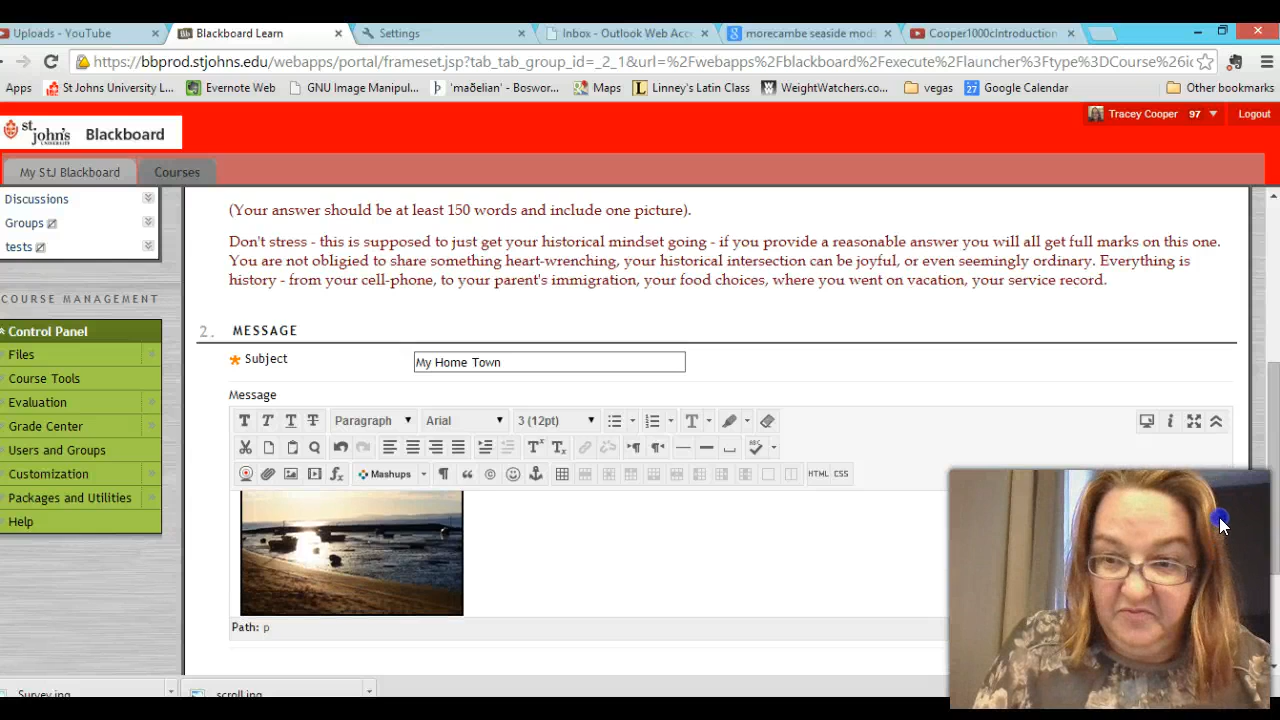 Uploads - YouTube
Blackboard Learn
Settings
Inbox - Outlook Web Acc
morecambe seaside mod
Cooper1000cIntroduction
https://bbprod.stjohns.edu/webapps/portal/frameset.jsp?tab_tab_group_id=_2_1&url=%2Fwebapps%2Fblackboard%2Fexecute%2Flauncher%3Ftype%3DCourse%26ic
Apps
St Johns University L...
Evernote Web
GNU Image Manipul...
'maðelian' - Boswor...
Maps
Linney's Latin Class
WeightWatchers.co...
vegas
Google Calendar
Other bookmarks
st john's UNIVERSITY Blackboard
Tracey Cooper 97
Logout
My StJ Blackboard
Courses
Discussions
Groups
tests
COURSE MANAGEMENT
Control Panel
Files
Course Tools
Evaluation
Grade Center
Users and Groups
Customization
Packages and Utilities
Help
(Your answer should be at least 150 words and include one picture).
Don't stress - this is supposed to just get your historical mindset going - if you provide a reasonable answer you will all get full marks on this one.
You are not obligied to share something heart-wrenching, your historical intersection can be joyful, or even seemingly ordinary. Everything is
history - from your cell-phone, to your parent's immigration, your food choices, where you went on vacation, your service record.
2. MESSAGE
Subject
My Home Town
Message
Paragraph
Arial
3 (12pt)
Mashups
HTML CSS
Path: p
Survey.jpg
scroll.jpg